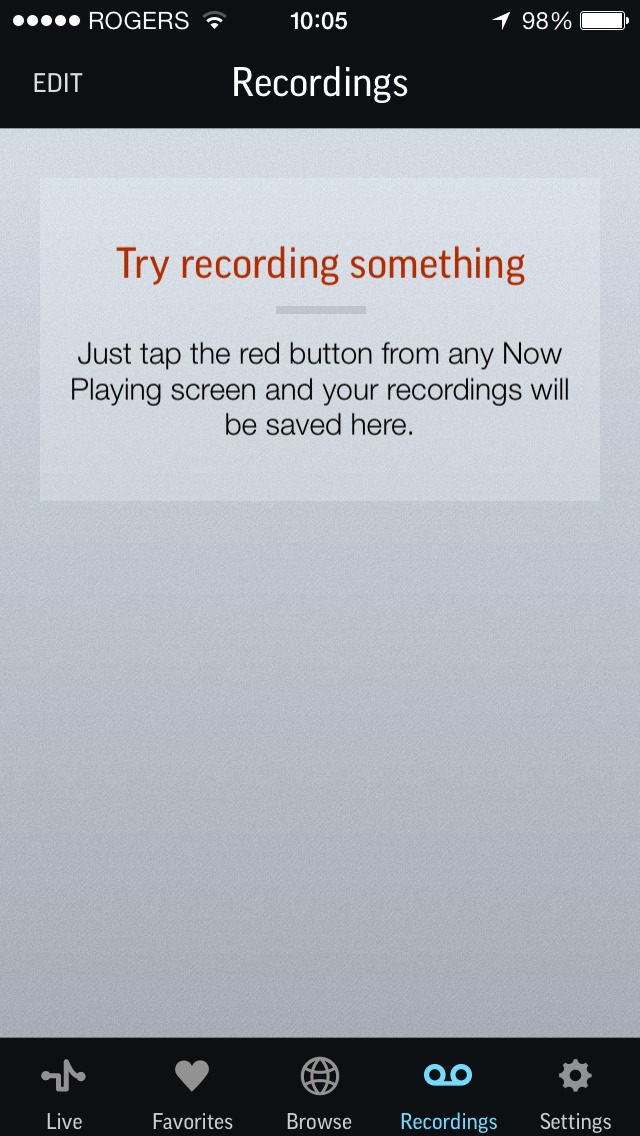 ROGERS 10:05 98%
EDIT Recordings
Try recording something
Just tap the red button from any Now
Playing screen and your recordings will
be saved here.
Live Favorites Browse Recordings Settings